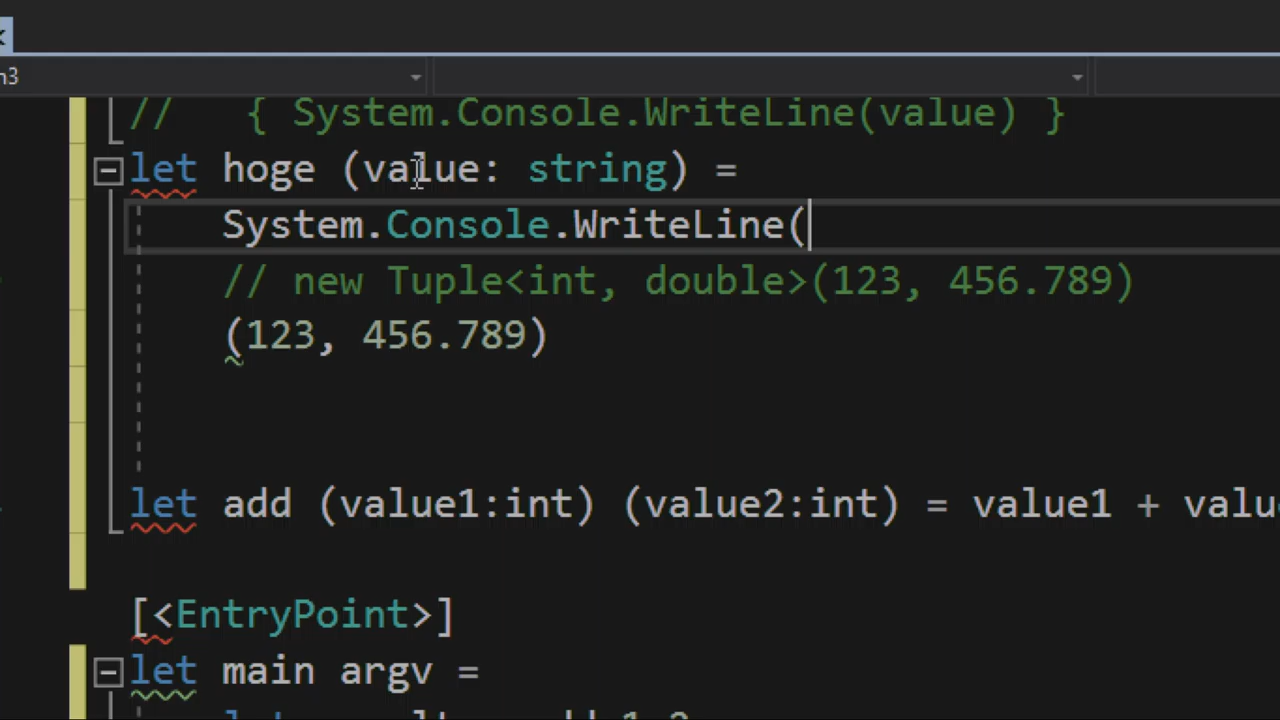 n3
// { System.Console.WriteLine(value) }
let hoge (value: string) =
System.Console.WriteLine(
// new Tuple<int, double>(123, 456.789)
(123, 456.789)
let add (value1:int) (value2:int) = value1 + valu
[<EntryPoint>]
let main argv =